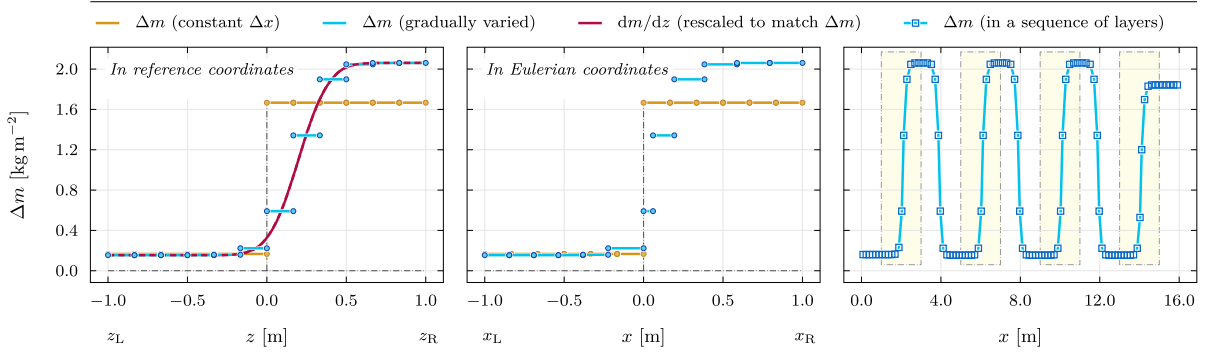 Δm (constant Δx) Δm (gradually varied) dm/dz (rescaled to match Δm) Δm (in a sequence of layers)
In reference coordinates In Eulerian coordinates
Δm [kg m⁻²]
2.0
1.6
1.2
0.8
0.4
0.0
−1.0 −0.5 0.0 0.5 1.0 −1.0 −0.5 0.0 0.5 1.0 0.0 4.0 8.0 12.0 16.0
z_L z [m] z_R x_L x [m] x_R x [m]